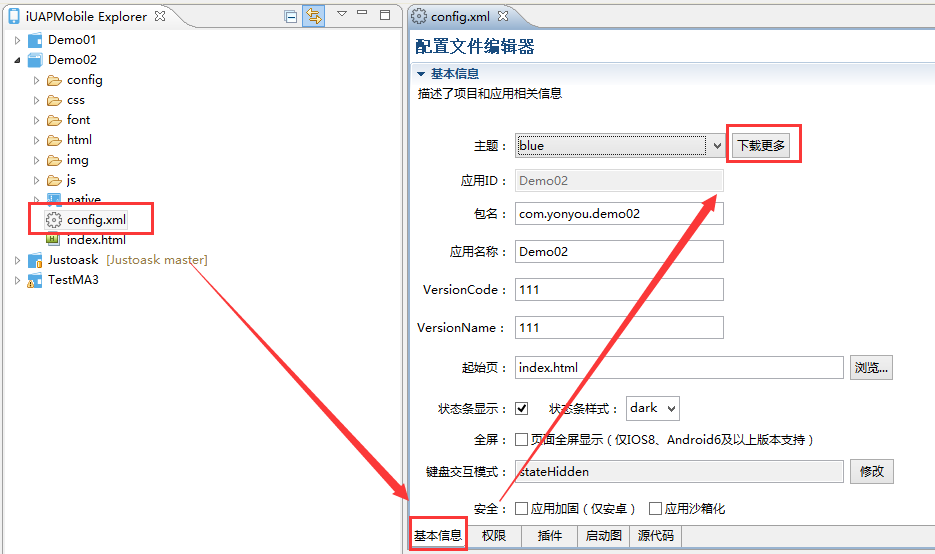 iUAPMobile Explorer
Demo01
Demo02
config
css
font
html
img
js
native
config.xml
index.html
Justoask [Justoask master]
TestMA3
config.xml
配置文件编辑器
基本信息
描述了项目和应用相关信息
主题： blue 下载更多
应用ID： Demo02
包名： com.yonyou.demo02
应用名称： Demo02
VersionCode： 111
VersionName： 111
起始页： index.html 浏览...
状态条显示： 状态条样式： dark
全屏： 页面全屏显示（仅IOS8、Android6及以上版本支持）
键盘交互模式： stateHidden 修改
安全： 应用加固（仅安卓） 应用沙箱化
基本信息 权限 插件 启动图 源代码